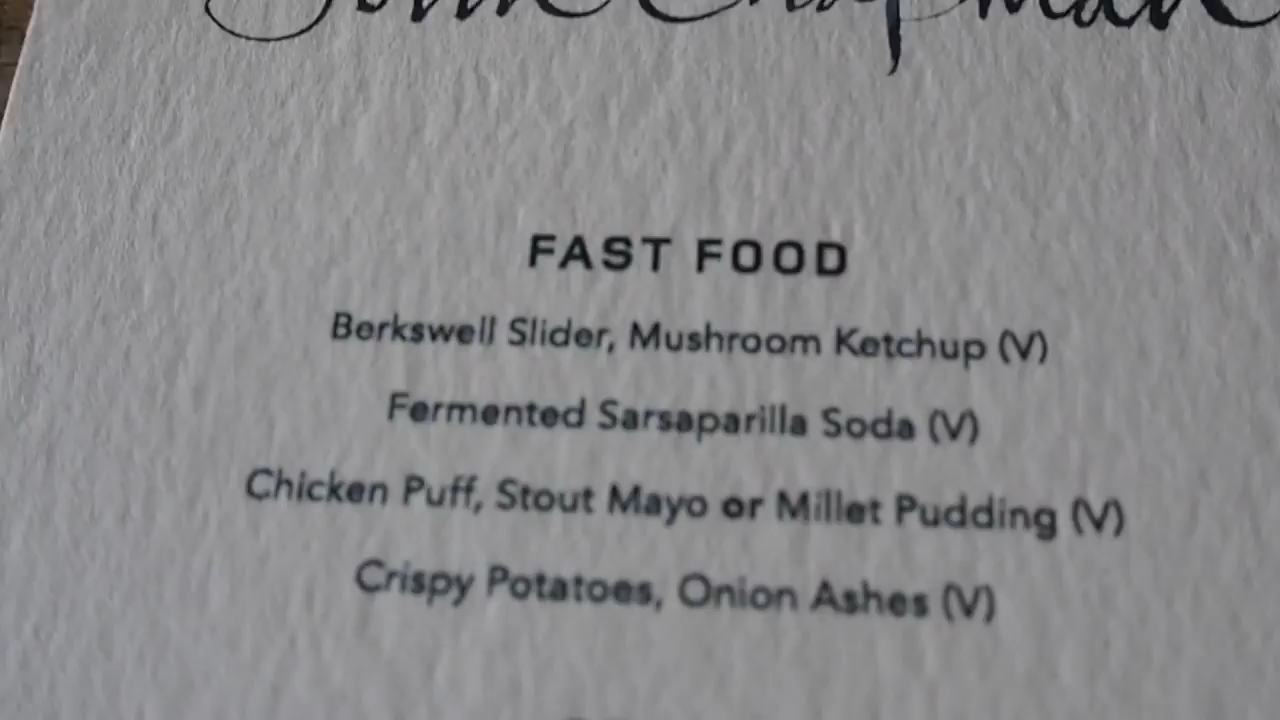 FAST FOOD
Berkswell Slider, Mushroom Ketchup (V)
Fermented Sarsaparilla Soda (V)
Chicken Puff, Stout Mayo or Millet Pudding (V)
Crispy Potatoes, Onion Ashes (V)